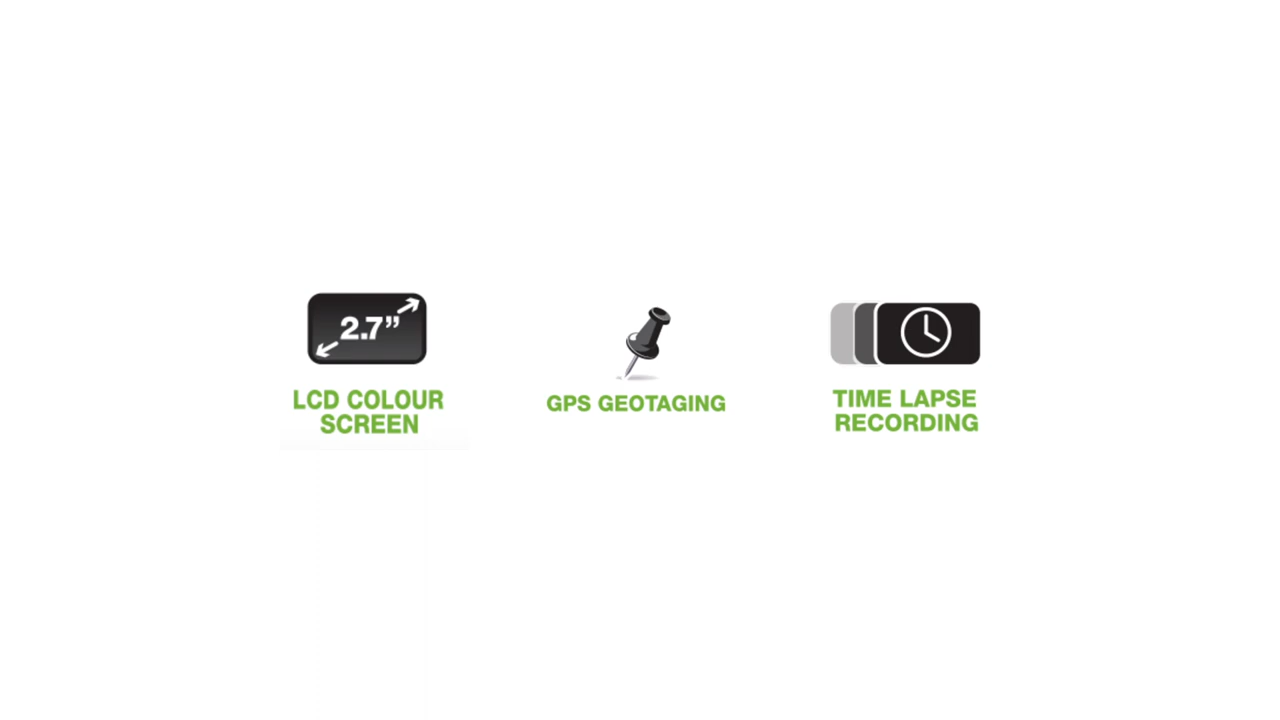 2.7”
LCD COLOUR
SCREEN
GPS GEOTAGING
TIME LAPSE
RECORDING